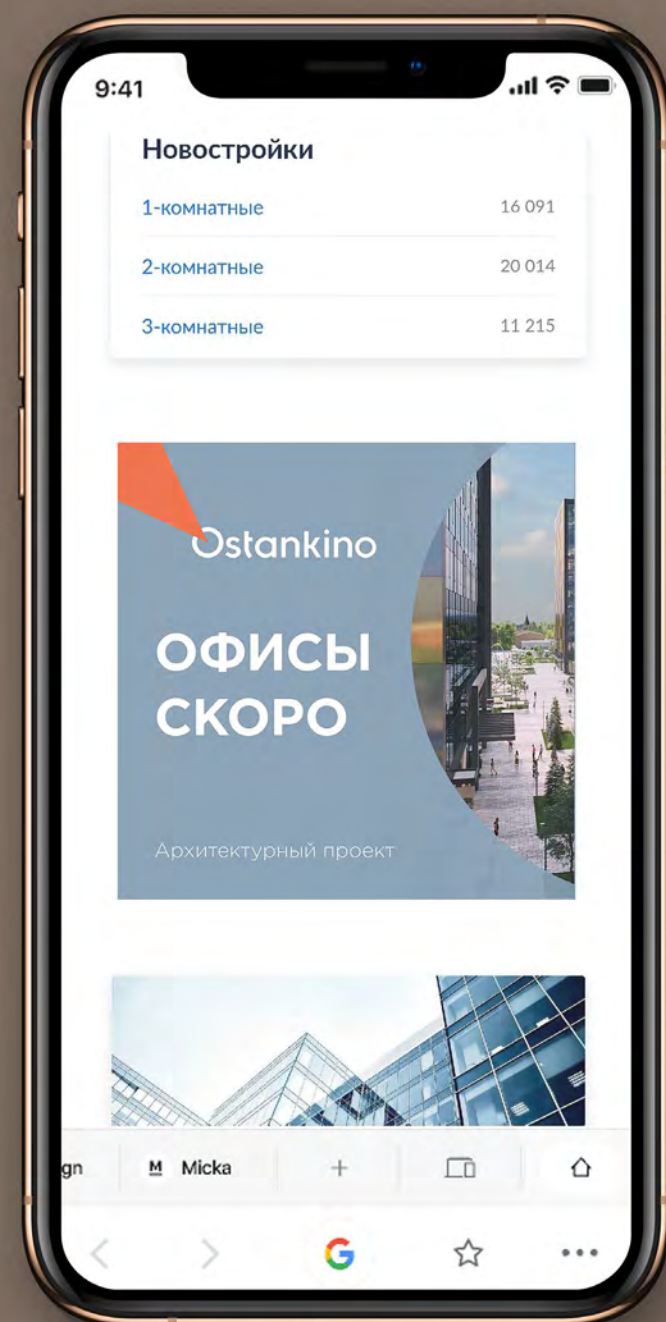 9:41
Новостройки
1-комнатные 16 091
2-комнатные 20 014
3-комнатные 11 215
Ostankino
ОФИСЫ
СКОРО
Архитектурный проект
gn M Micka
G